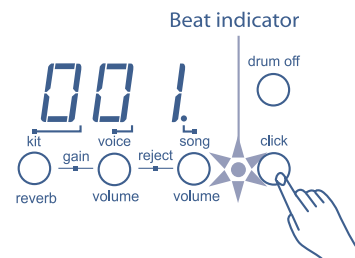 Beat indicator
drum off
001.
kit voice song click
gain reject
reverb volume volume